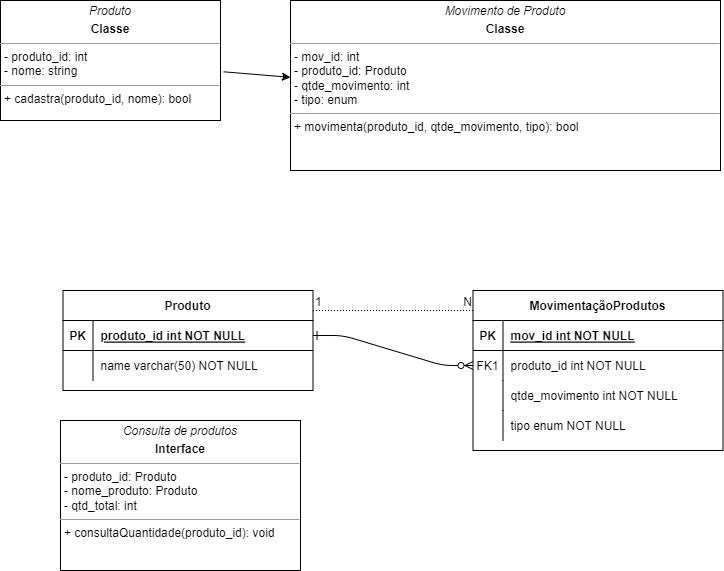 Produto
Classe
- produto_id: int
- nome: string
+ cadastra(produto_id, nome): bool
Movimento de Produto
Classe
- mov_id: int
- produto_id: Produto
- qtde_movimento: int
- tipo: enum
+ movimenta(produto_id, qtde_movimento, tipo): bool
Produto
PK produto_id int NOT NULL
name varchar(50) NOT NULL
1
N
MovimentaçãoProdutos
PK mov_id int NOT NULL
FK1 produto_id int NOT NULL
qtde_movimento int NOT NULL
tipo enum NOT NULL
Consulta de produtos
Interface
- produto_id: Produto
- nome_produto: Produto
- qtd_total: int
+ consultaQuantidade(produto_id): void